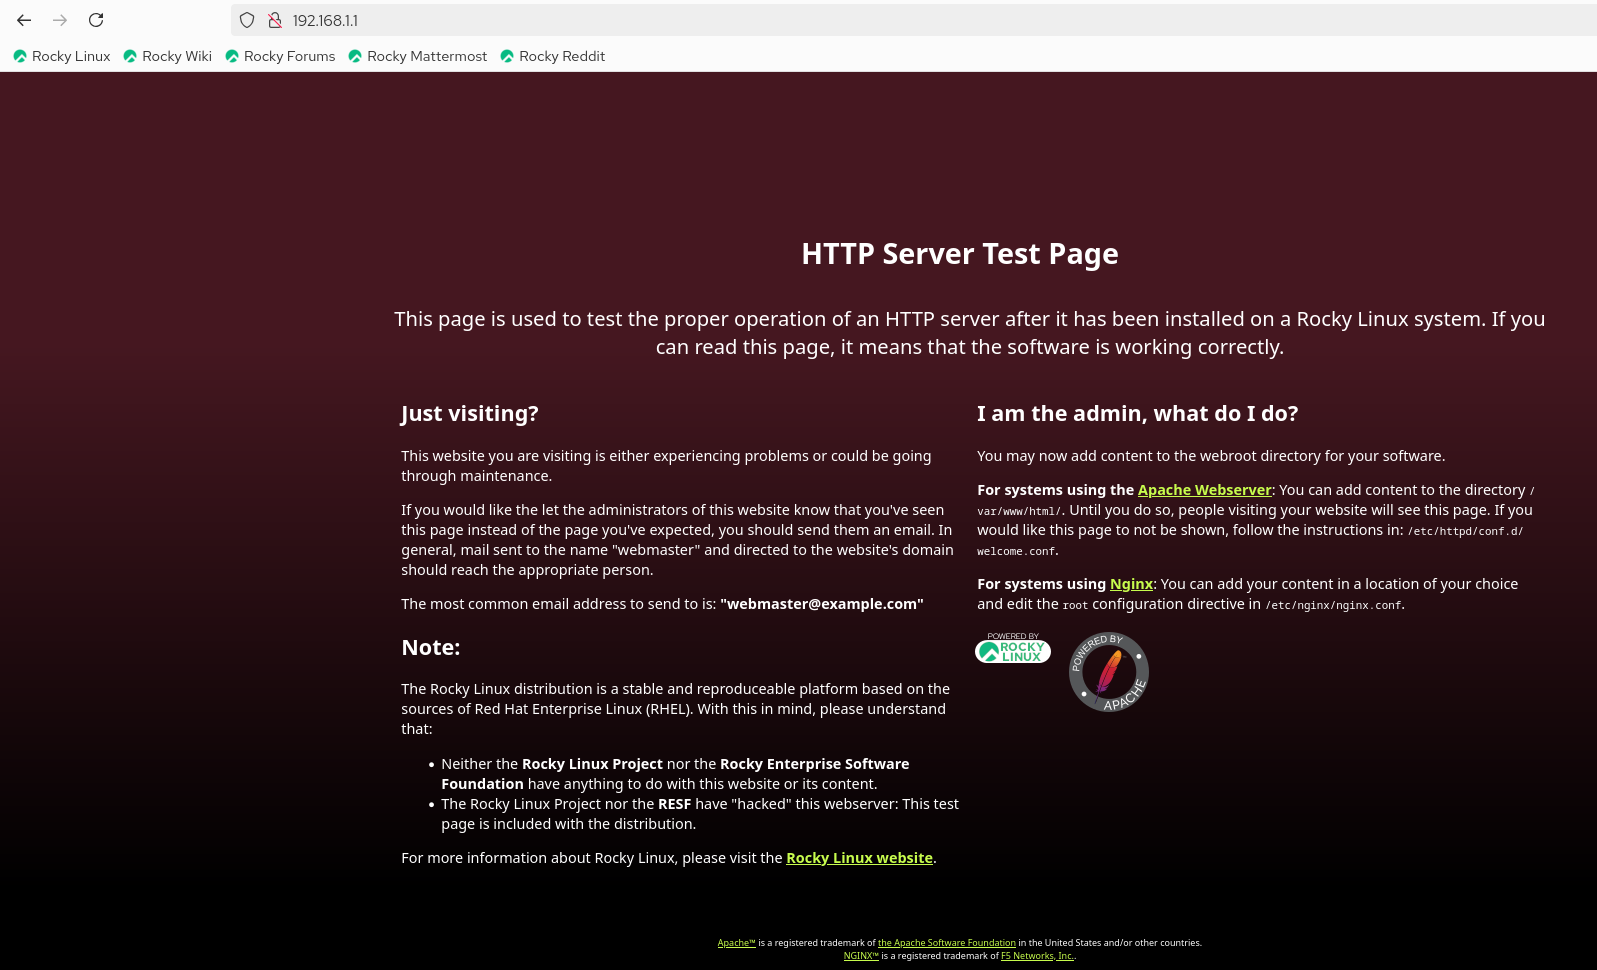 192.168.1.1
Rocky Linux Rocky Wiki Rocky Forums Rocky Mattermost Rocky Reddit
HTTP Server Test Page
This page is used to test the proper operation of an HTTP server after it has been installed on a Rocky Linux system. If you
can read this page, it means that the software is working correctly.
Just visiting?
This website you are visiting is either experiencing problems or could be going
through maintenance.
If you would like the let the administrators of this website know that you've seen
this page instead of the page you've expected, you should send them an email. In
general, mail sent to the name "webmaster" and directed to the website's domain
should reach the appropriate person.
The most common email address to send to is: "webmaster@example.com"
Note:
The Rocky Linux distribution is a stable and reproduceable platform based on the
sources of Red Hat Enterprise Linux (RHEL). With this in mind, please understand
that:
• Neither the Rocky Linux Project nor the Rocky Enterprise Software
Foundation have anything to do with this website or its content.
• The Rocky Linux Project nor the RESF have "hacked" this webserver: This test
page is included with the distribution.
For more information about Rocky Linux, please visit the Rocky Linux website.
I am the admin, what do I do?
You may now add content to the webroot directory for your software.
For systems using the Apache Webserver: You can add content to the directory /
var/www/html/. Until you do so, people visiting your website will see this page. If you
would like this page to not be shown, follow the instructions in: /etc/httpd/conf.d/
welcome.conf.
For systems using Nginx: You can add your content in a location of your choice
and edit the root configuration directive in /etc/nginx/nginx.conf.
POWERED BY
ROCKY
LINUX
POWERED BY
APACHE
Apache™ is a registered trademark of the Apache Software Foundation in the United States and/or other countries.
NGINX™ is a registered trademark of F5 Networks, Inc..